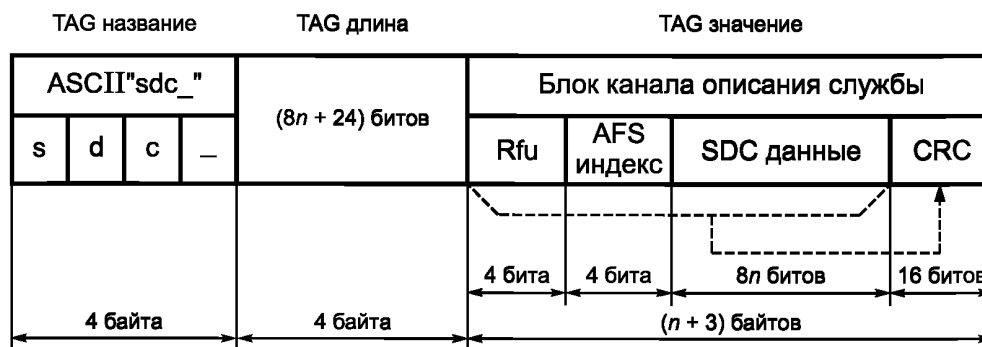 TAG название TAG длина TAG значение
ASCII"sdc_" (8n + 24) битов Блок канала описания службы
s d c _ Rfu AFS индекс SDC данные CRC
4 бита 4 бита 8n битов 16 битов
4 байта 4 байта (n + 3) байтов